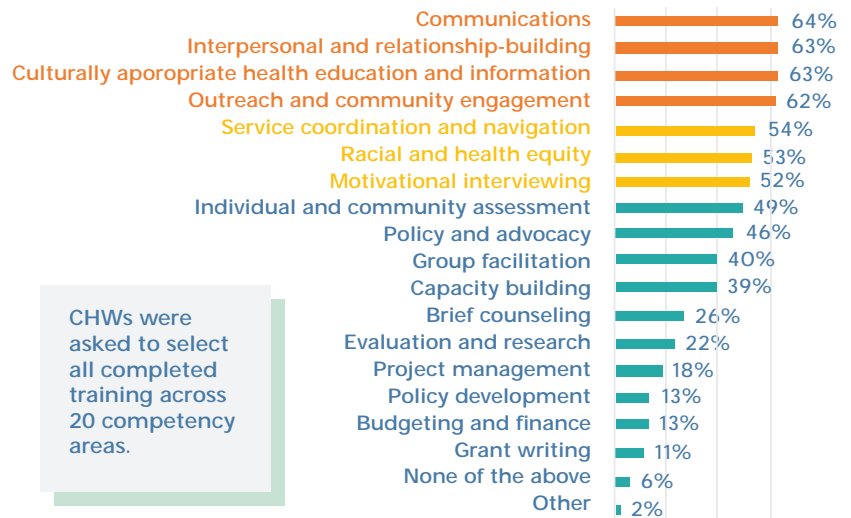 Communications 64%
Interpersonal and relationship-building 63%
Culturally aporopriate health education and information 63%
Outreach and community engagement 62%
Service coordination and navigation 54%
Racial and health equity 53%
Motivational interviewing 52%
Individual and community assessment 49%
Policy and advocacy 46%
Group facilitation 40%
Capacity building 39%
Brief counseling 26%
Evaluation and research 22%
Project management 18%
Policy development 13%
Budgeting and finance 13%
Grant writing 11%
None of the above 6%
Other 2%
CHWs were
asked to select
all completed
training across
20 competency
areas.